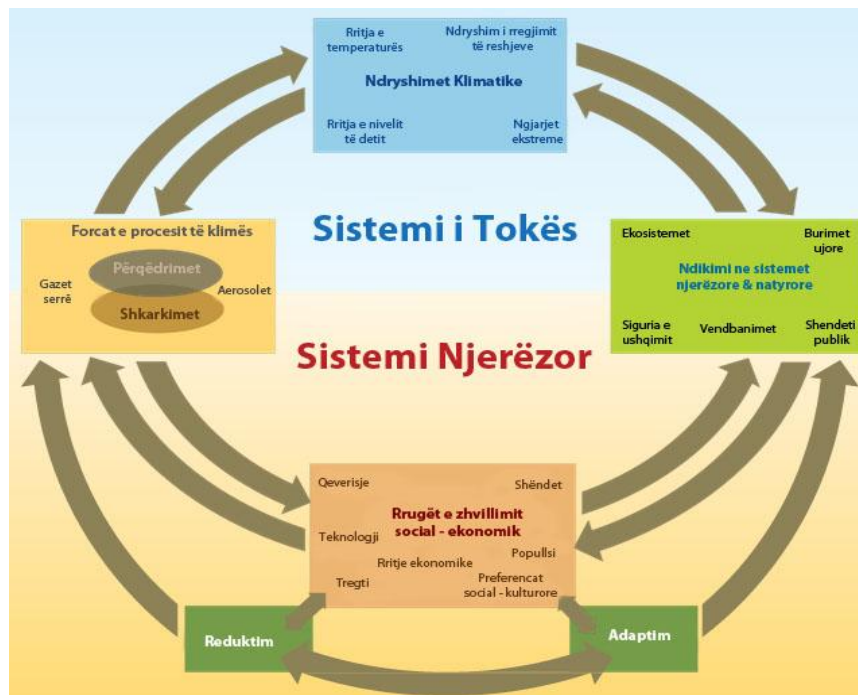 Rritja e
temperaturës
Ndryshim i rregjimit
të reshjeve
Ndryshimet Klimatike
Rritja e nivelit
të detit
Ngjarjet
ekstreme
Sistemi i Tokës
Forcat e procesit të klimës
Përqëdrimet
Gazet
serrë
Aerosolet
Shkarkimet
Ekosistemet
Burimet
ujore
Ndikimi ne sistemet
njerëzore & natyrore
Siguria e
ushqimit
Vendbanimet
Shendeti
publik
Sistemi Njerëzor
Qeverisje
Shëndet
Rrugët e zhvillimit
social - ekonomik
Teknologji
Popullsi
Rritje ekonomike
Tregti
Preferencat
social - kulturore
Reduktim
Adaptim